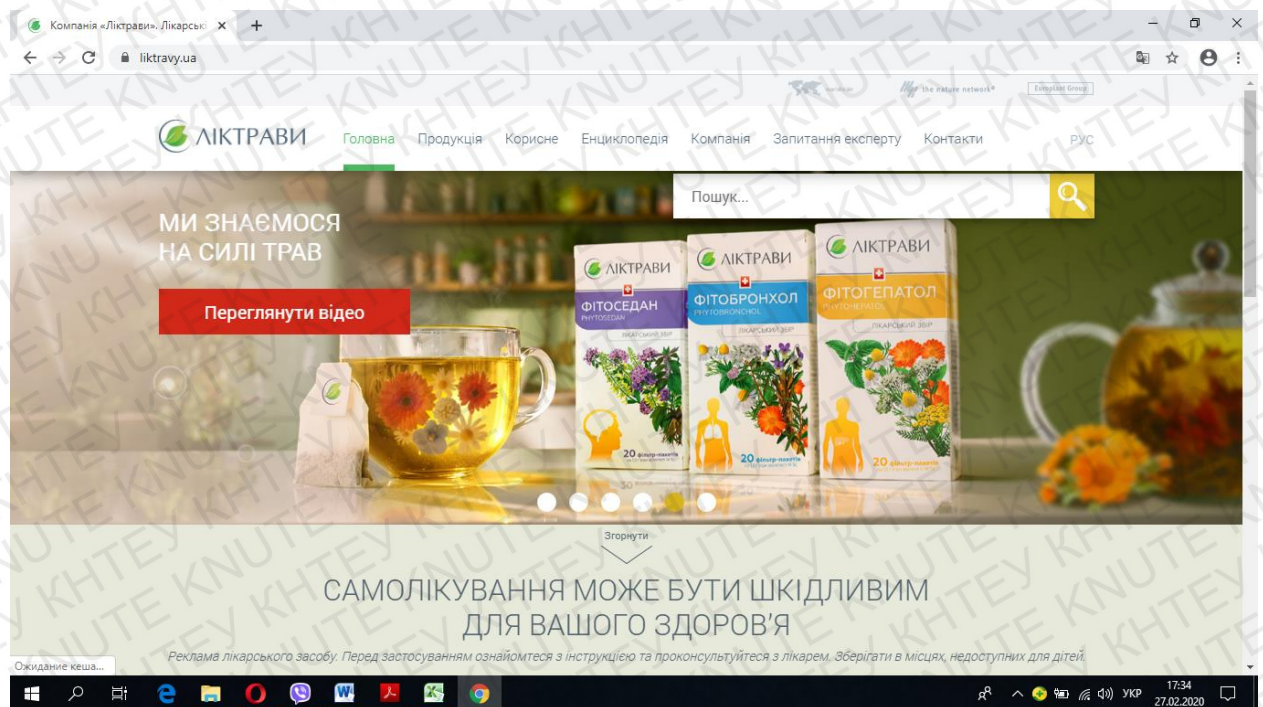 Компанія «Ліктрави». Лікарські
liktravy.ua
the nature network®
Europlant Group
ЛІКТРАВИ
Головна Продукція Корисне Енциклопедія Компанія Запитання експерту Контакти РУС
Пошук...
МИ ЗНАЄМОСЯ
НА СИЛІ ТРАВ
Переглянути відео
ЛІКТРАВИ
ФІТОСЕДАН
PHYTOSEDAN
ЛІКАРСЬКИЙ ЗБІР
20 фільтр-пакетів
ЛІКТРАВИ
ФІТОБРОНХОЛ
PHYTOBRONCHOL
ЛІКАРСЬКИЙ ЗБІР
20 фільтр-пакетів
ЛІКТРАВИ
ФІТОГЕПАТОЛ
PHYTOHEPATOL
ЛІКАРСЬКИЙ ЗБІР
20 фільтр-пакетів
Згорнути
САМОЛІКУВАННЯ МОЖЕ БУТИ ШКІДЛИВИМ
ДЛЯ ВАШОГО ЗДОРОВ'Я
Реклама лікарського засобу. Перед застосуванням ознайомтеся з інструкцією та проконсультуйтеся з лікарем. Зберігати в місцях, недоступних для дітей.
Ожидание кеша...
УКР
17:34
27.02.2020